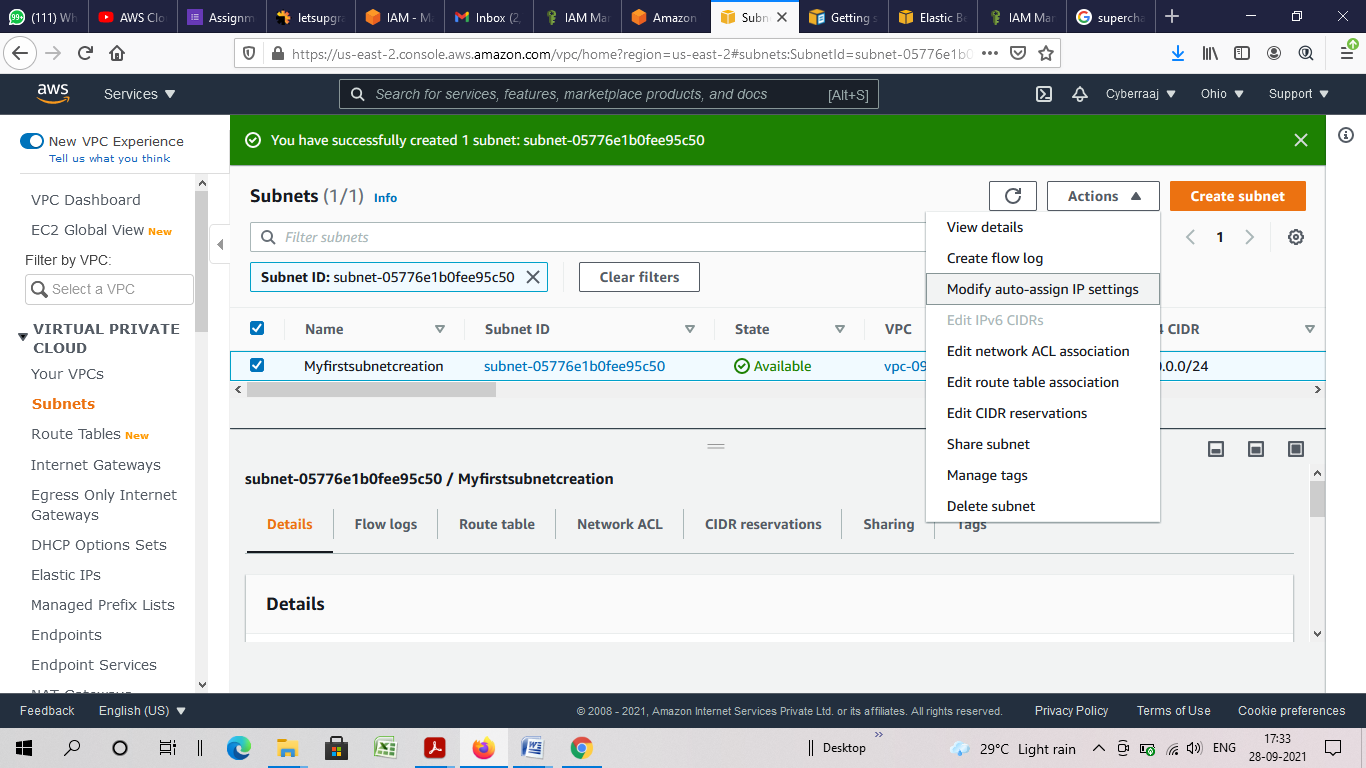 (111) Wh
AWS Clo
Assignm
letsupgr
IAM - Ma
Inbox (2,
IAM Man
Amazon
Subn
Getting s
Elastic Be
IAM Man
supercha
https://us-east-2.console.aws.amazon.com/vpc/home?region=us-east-2#subnets:SubnetId=subnet-05776e1b0
aws
Services
Search for services, features, marketplace products, and docs [Alt+S]
Cyberraaj
Ohio
Support
New VPC Experience
Tell us what you think
VPC Dashboard
EC2 Global View New
Filter by VPC:
Select a VPC
VIRTUAL PRIVATE
CLOUD
Your VPCs
Subnets
Route Tables New
Internet Gateways
Egress Only Internet
Gateways
DHCP Options Sets
Elastic IPs
Managed Prefix Lists
Endpoints
Endpoint Services
NAT Gateways
You have successfully created 1 subnet: subnet-05776e1b0fee95c50
Subnets (1/1) Info
Actions
Create subnet
Filter subnets
1
Subnet ID: subnet-05776e1b0fee95c50
Clear filters
View details
Create flow log
Modify auto-assign IP settings
Edit IPv6 CIDRs
Edit network ACL association
Edit route table association
Edit CIDR reservations
Share subnet
Manage tags
Delete subnet
Name Subnet ID State VPC CIDR
Myfirstsubnetcreation subnet-05776e1b0fee95c50 Available vpc-09 .0.0/24
subnet-05776e1b0fee95c50 / Myfirstsubnetcreation
Details Flow logs Route table Network ACL CIDR reservations Sharing Tags
Details
Feedback English (US)
© 2008 - 2021, Amazon Internet Services Private Ltd. or its affiliates. All rights reserved. Privacy Policy Terms of Use Cookie preferences
Desktop
29°C Light rain
ENG
17:33
28-09-2021